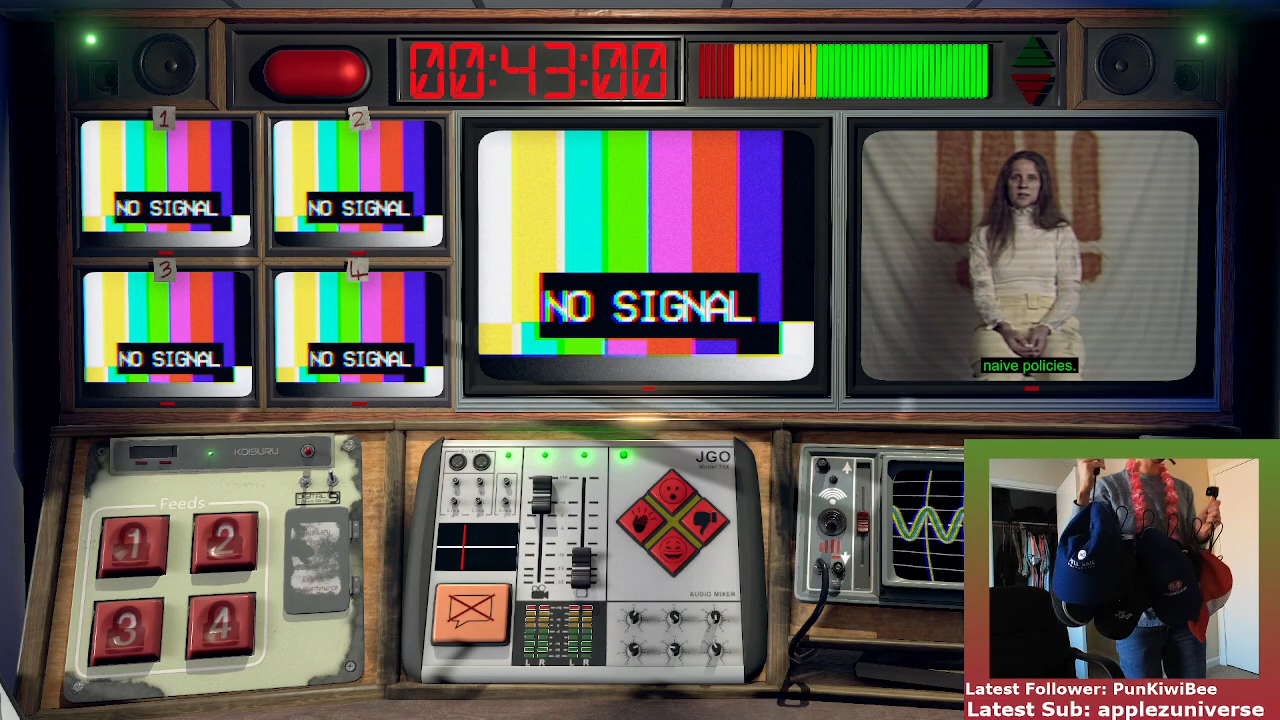 00:43:00
1
2
NO SIGNAL
NO SIGNAL
3
4
NO SIGNAL
NO SIGNAL
NO SIGNAL
naive policies.
KOISURU
Feeds
1
2
3
4
JGO
AUDIO MIXER
L R
L R
Latest Follower: PunKiwiBee
Latest Sub: applezuniverse